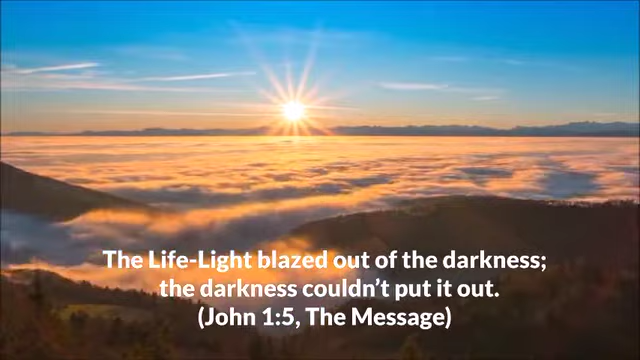 The Life-Light blazed out of the darkness;
the darkness couldn’t put it out.
(John 1:5, The Message)